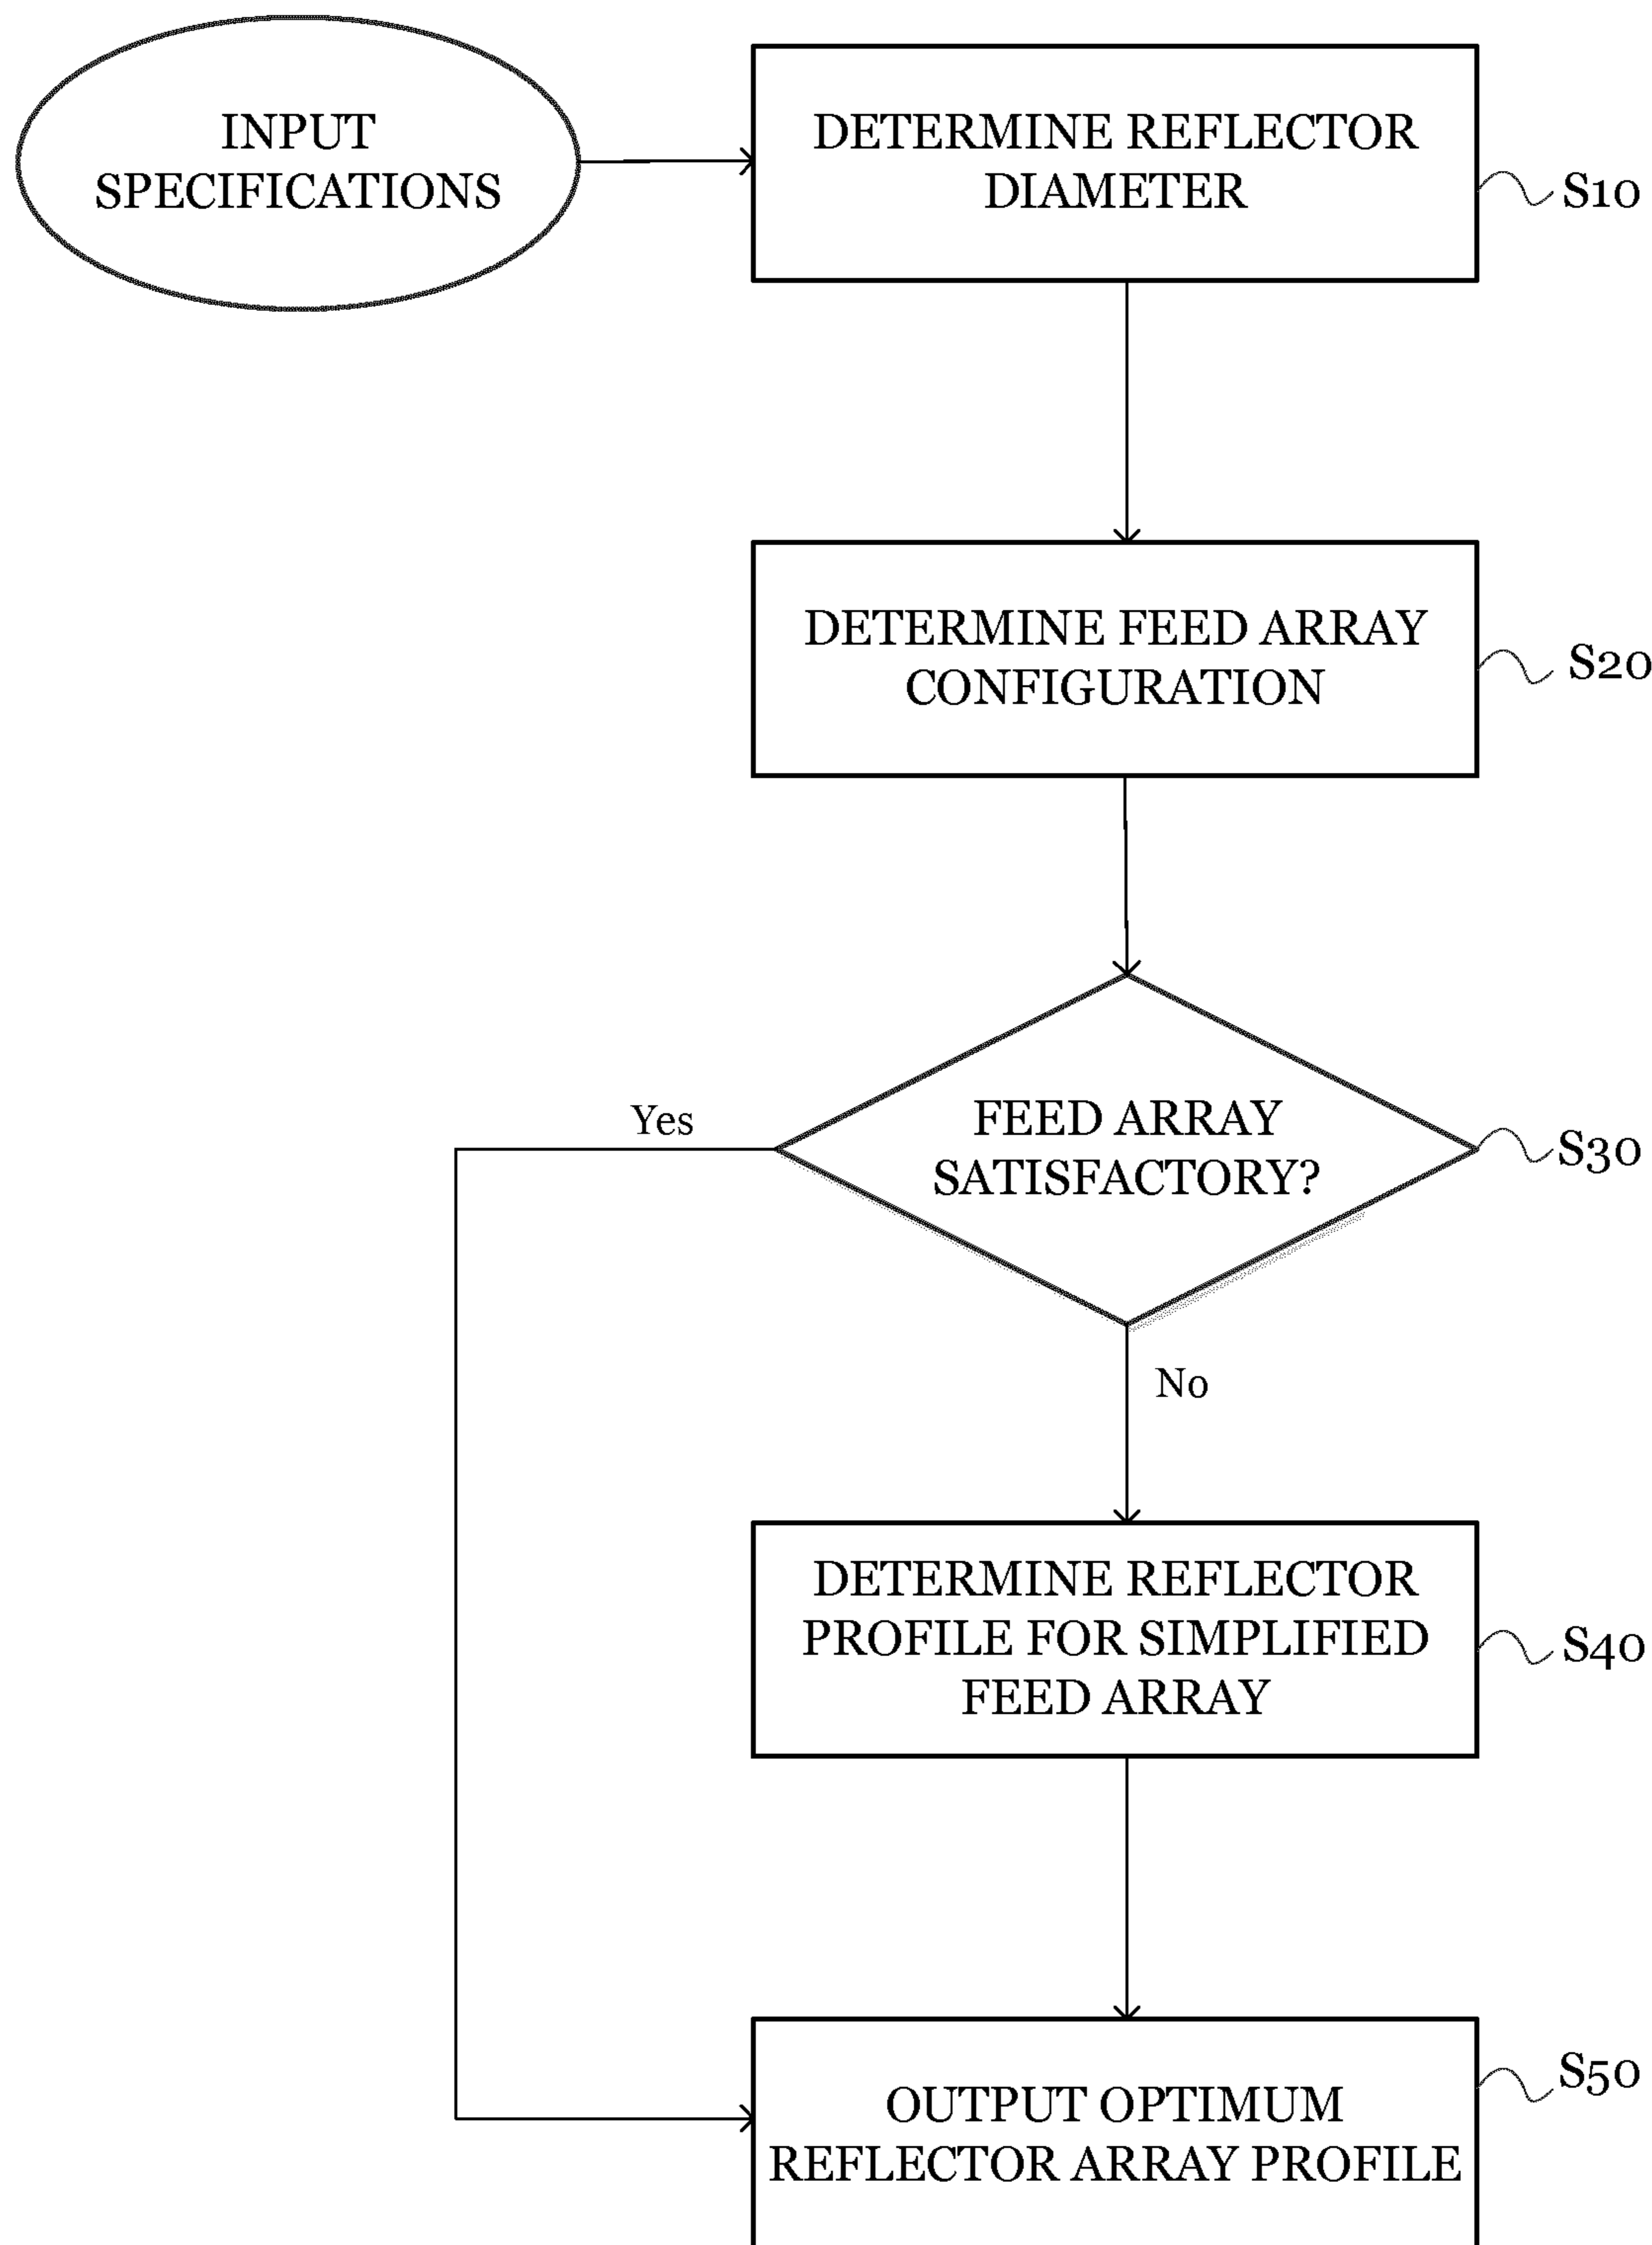 INPUT
SPECIFICATIONS
DETERMINE REFLECTOR
DIAMETER
S10
DETERMINE FEED ARRAY
CONFIGURATION
S20
FEED ARRAY
SATISFACTORY?
S30
Yes
No
DETERMINE REFLECTOR
PROFILE FOR SIMPLIFIED
FEED ARRAY
S40
OUTPUT OPTIMUM
REFLECTOR ARRAY PROFILE
S50